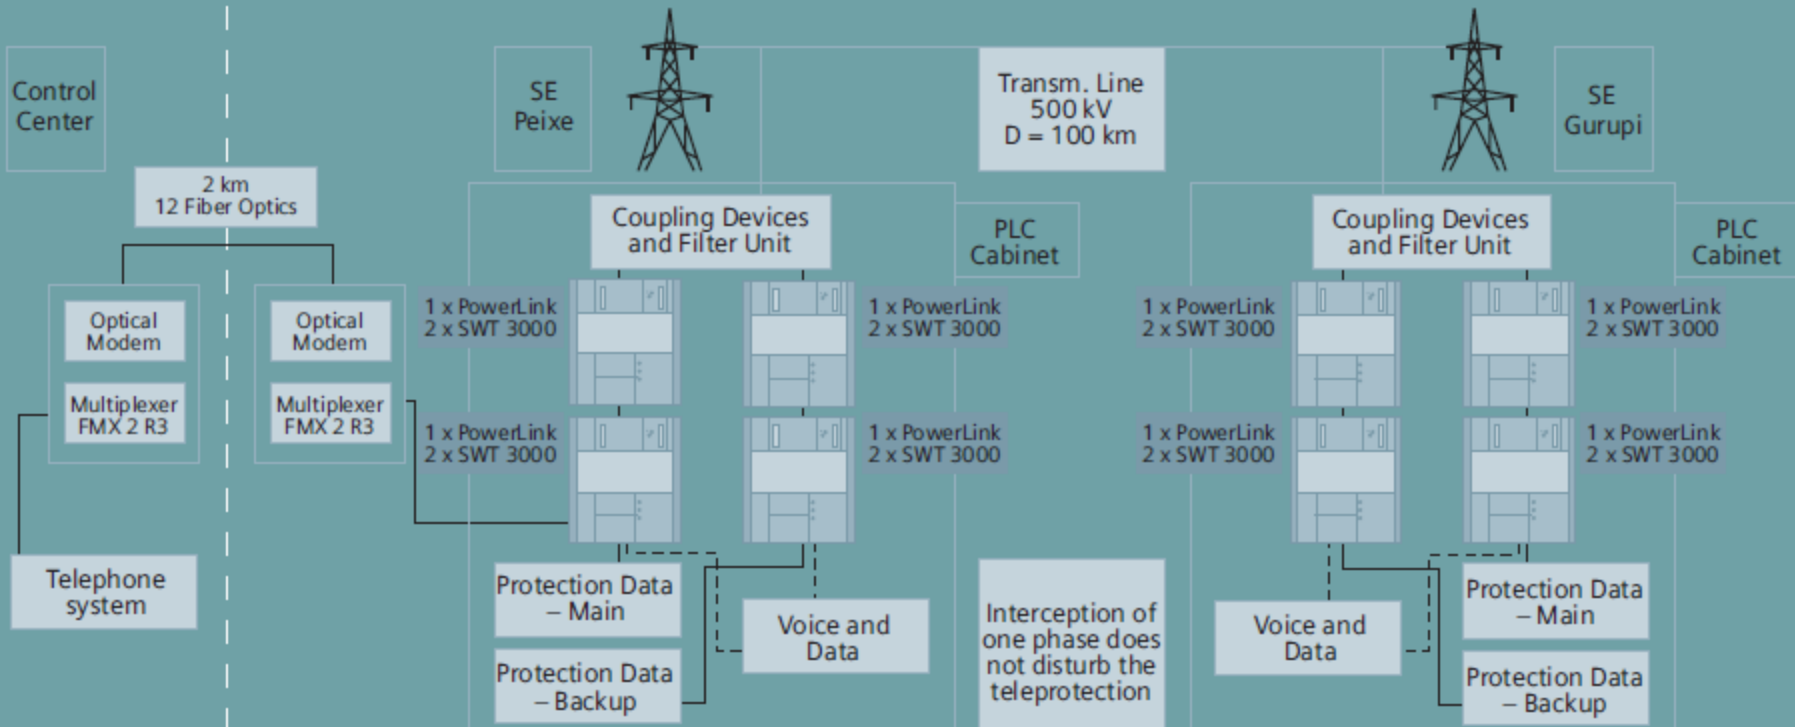 Control
Center
SE
Peixe
Transm. Line
500 kV
D = 100 km
SE
Gurupi
2 km
12 Fiber Optics
Coupling Devices
and Filter Unit
PLC
Cabinet
Coupling Devices
and Filter Unit
PLC
Cabinet
Optical
Modem
Optical
Modem
1 x PowerLink
2 x SWT 3000
1 x PowerLink
2 x SWT 3000
1 x PowerLink
2 x SWT 3000
1 x PowerLink
2 x SWT 3000
Multiplexer
FMX 2 R3
Multiplexer
FMX 2 R3
1 x PowerLink
2 x SWT 3000
1 x PowerLink
2 x SWT 3000
1 x PowerLink
2 x SWT 3000
1 x PowerLink
2 x SWT 3000
Telephone
system
Protection Data
– Main
Voice and
Data
Protection Data
– Backup
Interception of
one phase does
not disturb the
teleprotection
Voice and
Data
Protection Data
– Main
Protection Data
– Backup